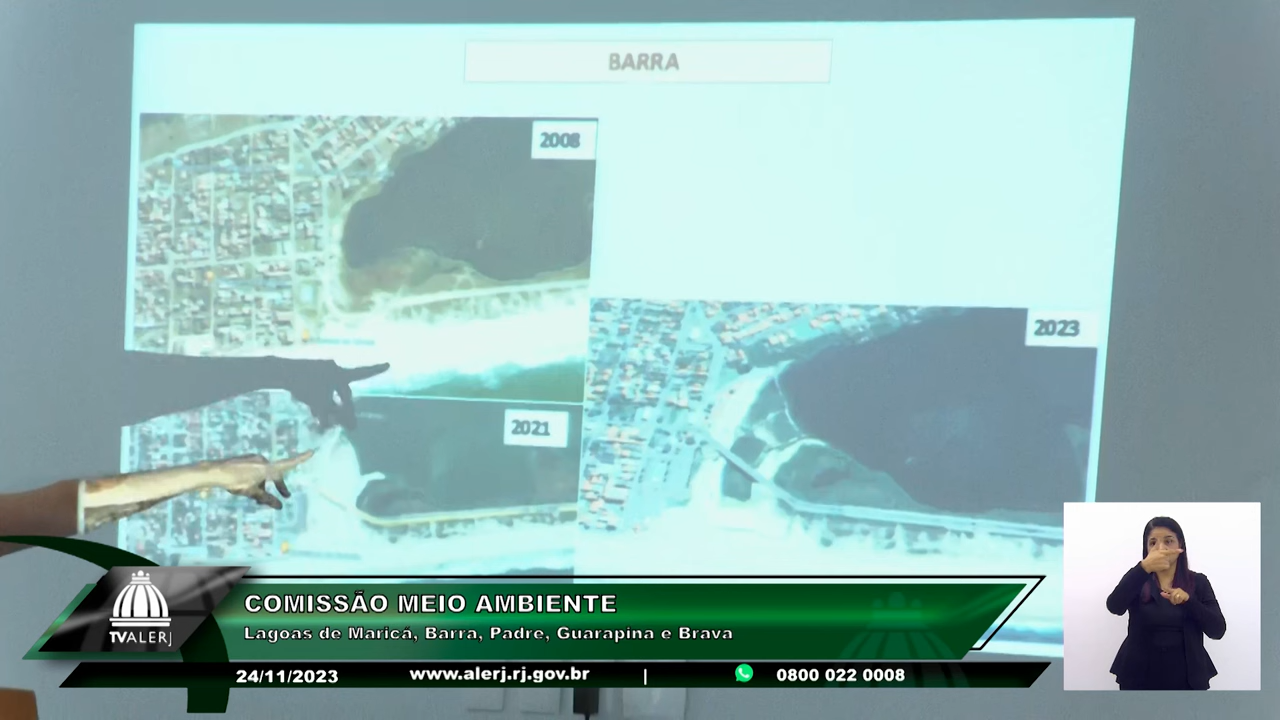 BARRA
2008
2021
2023
COMISSÃO MEIO AMBIENTE
Lagoas de Maricá, Barra, Padre, Guarapina e Brava
TVALERJ
24/11/2023 www.alerj.rj.gov.br | 0800 022 0008